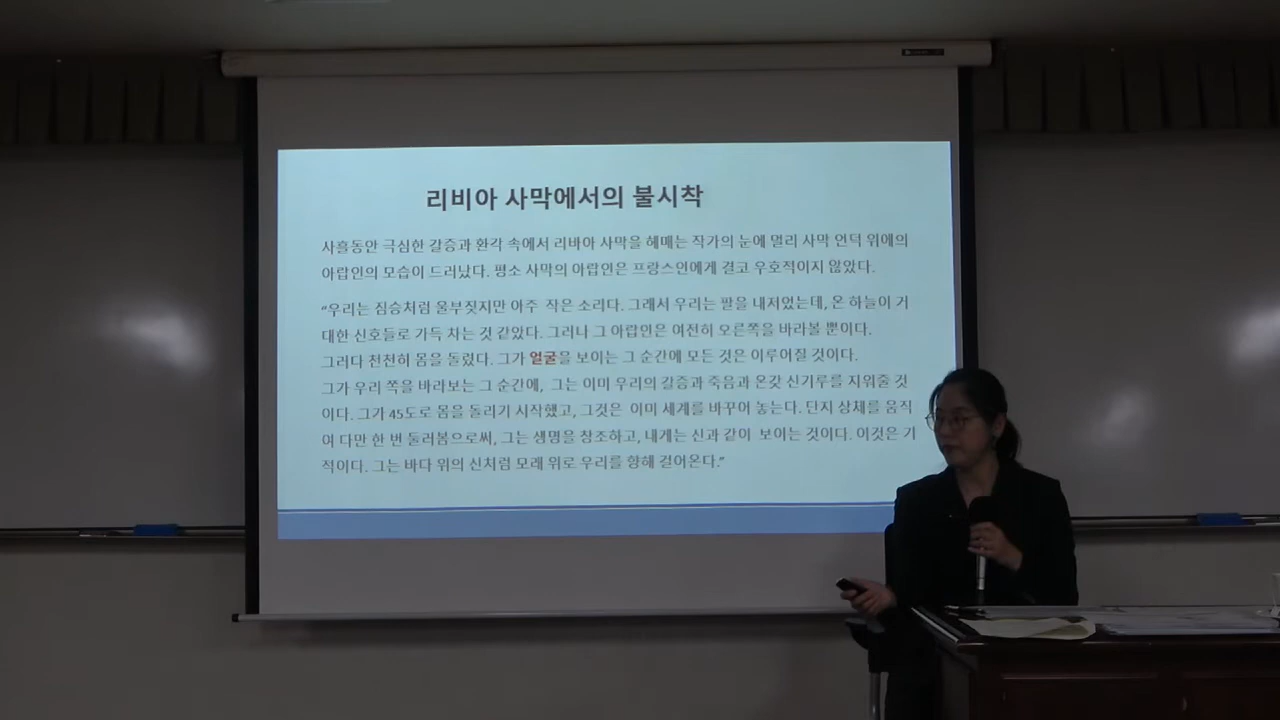 리비아 사막에서의 불시착
사흘동안 극심한 갈증과 환각 속에서 리바아 사막을 헤매는 작가의 눈에 멀리 사막 언덕 위에의
아랍인의 모습이 드러났다. 평소 사막의 아랍인은 프랑스인에게 결코 우호적이지 않았다.
“우리는 짐승처럼 울부짖지만 아주 작은 소리다. 그래서 우리는 팔을 내저었는데, 온 하늘이 거
대한 신호들로 가득 차는 것 같았다. 그러나 그 아랍인은 여전히 오른쪽을 바라볼 뿐이다.
그러다 천천히 몸을 돌렸다. 그가 얼굴을 보이는 그 순간에 모든 것은 이루어질 것이다.
그가 우리 쪽을 바라보는 그 순간에, 그는 이미 우리의 갈증과 죽음과 온갖 신기루를 지워줄 것
이다. 그가 45도로 몸을 돌리기 시작했고, 그것은 이미 세계를 바꾸어 놓는다. 단지 상체를 움직
여 다만 한 번 둘러봄으로써, 그는 생명을 창조하고, 내게는 신과 같이 보이는 것이다. 이것은 기
적이다. 그는 바다 위의 신처럼 모래 위로 우리를 향해 걸어온다.”